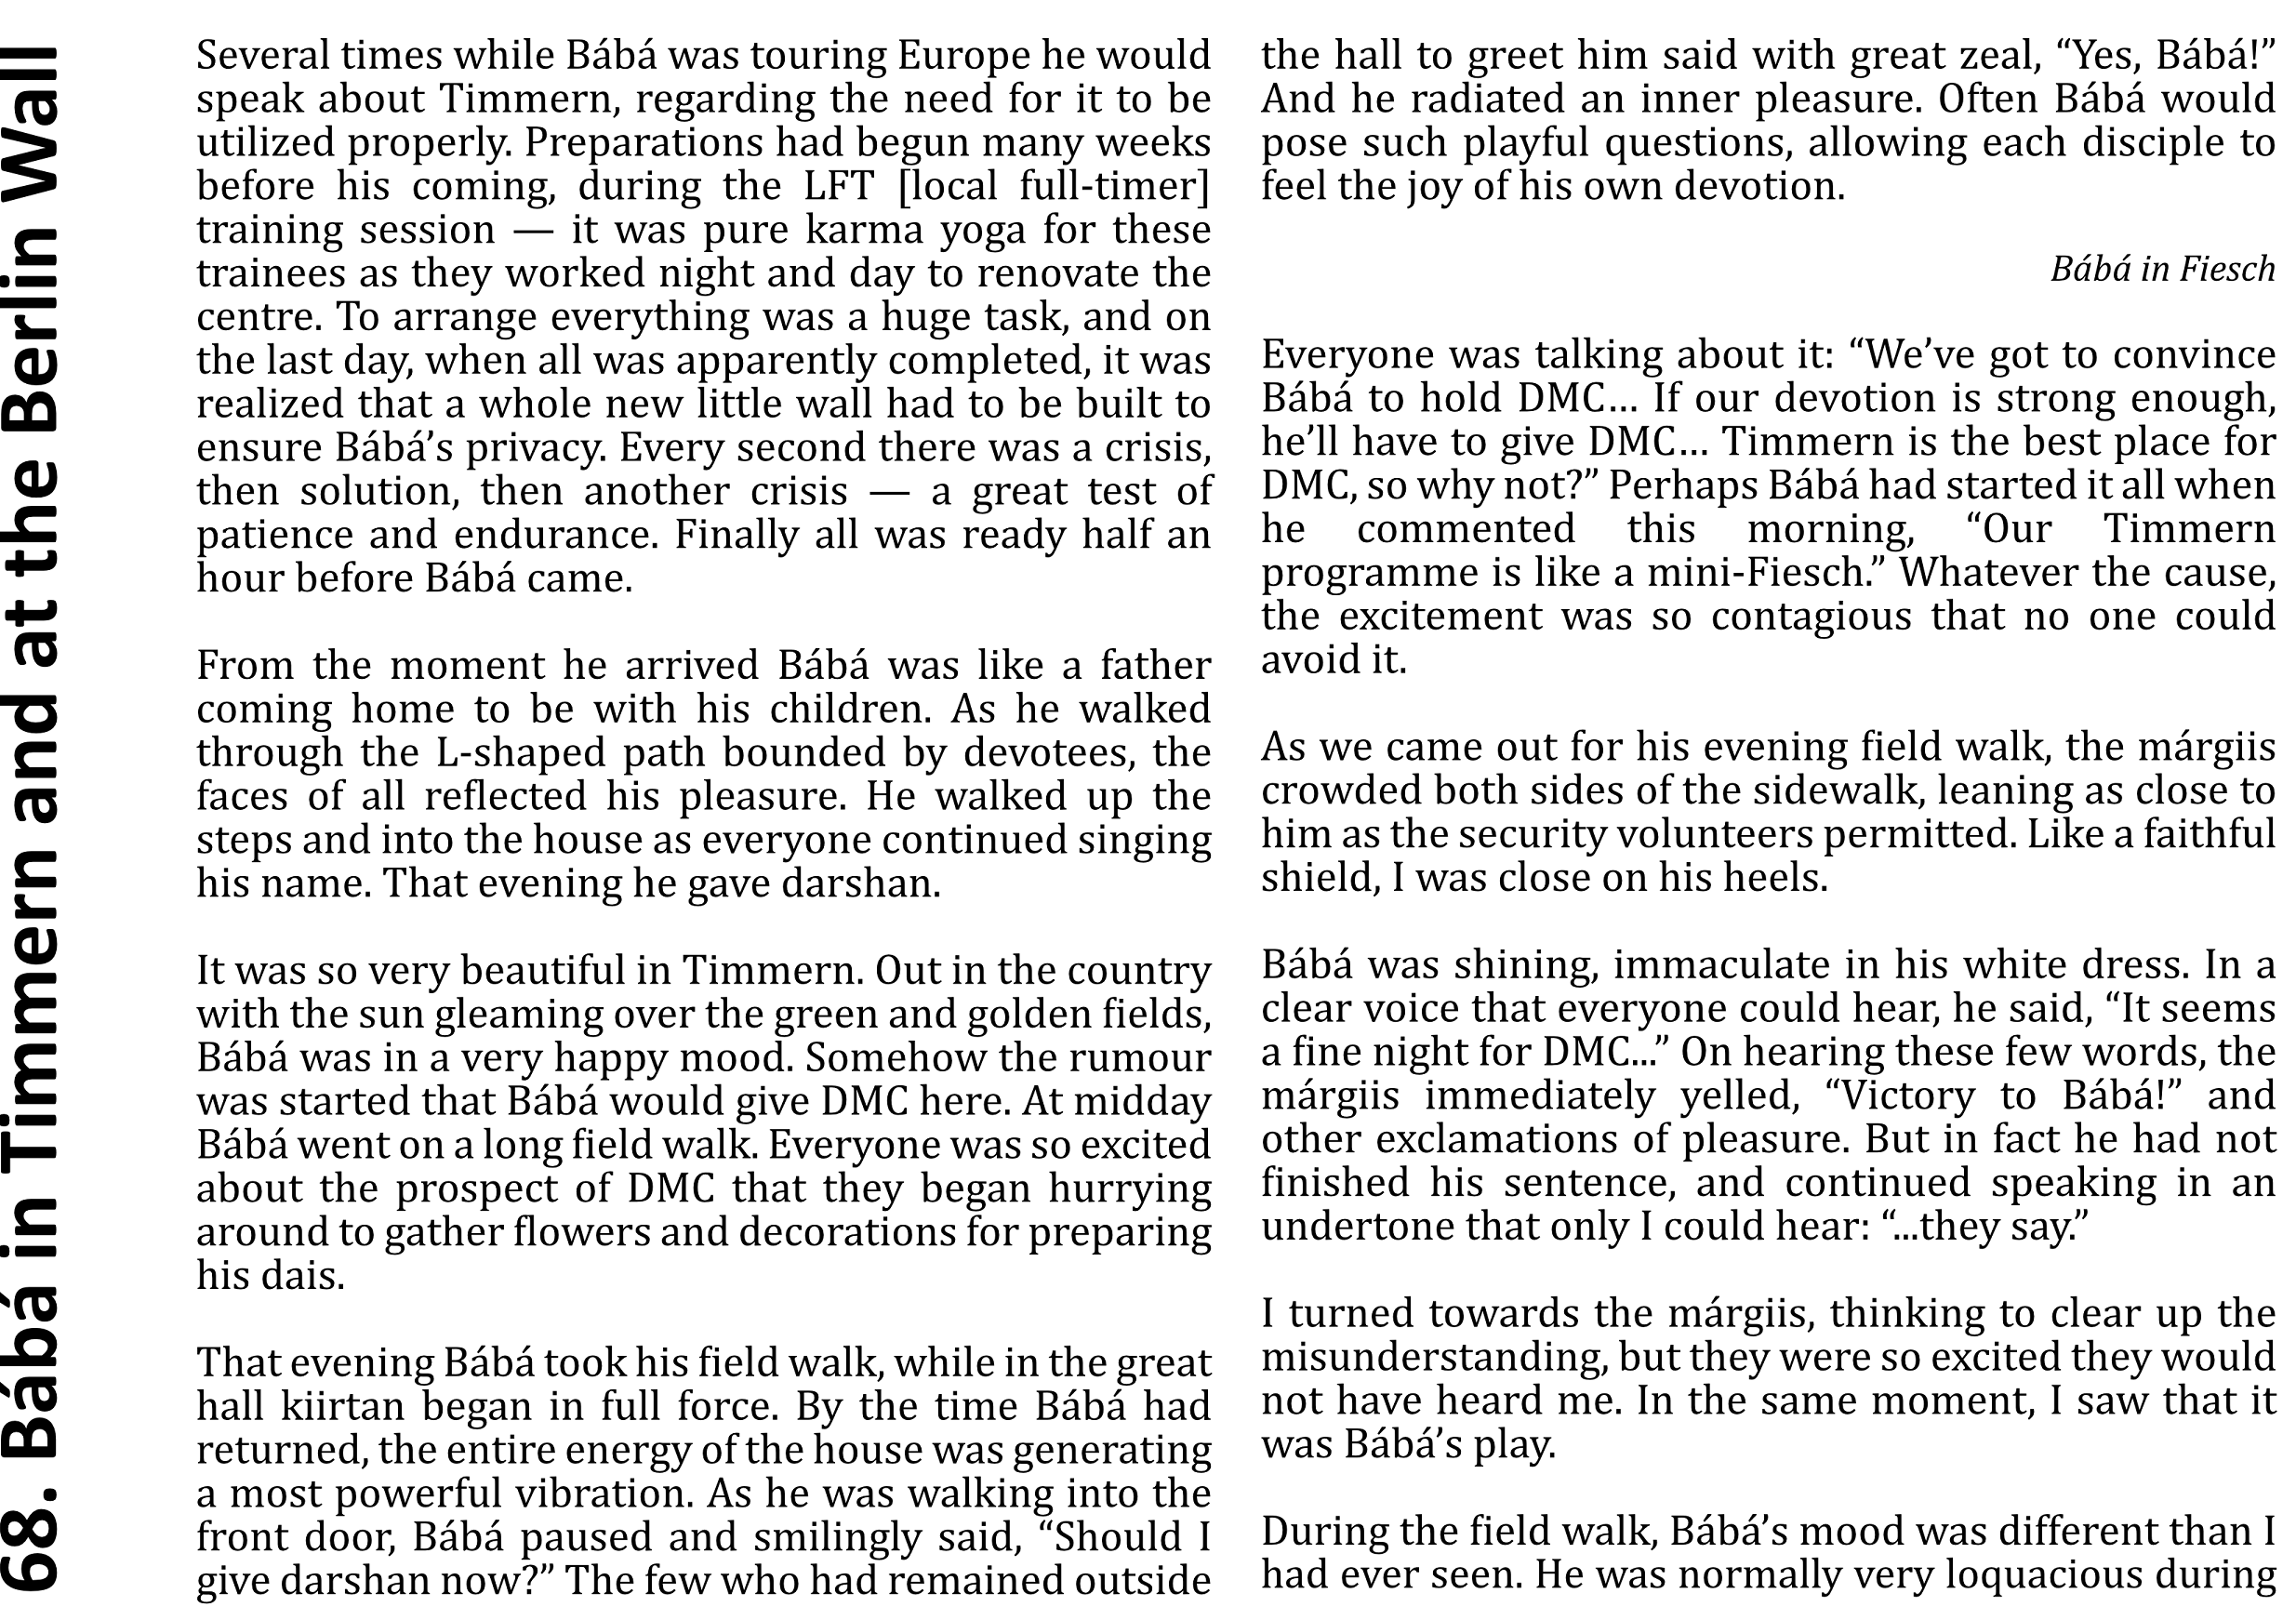 68. Bábá in Timmern and at the Berlin Wall
Several times while Bábá was touring Europe he would
speak about Timmern, regarding the need for it to be
utilized properly. Preparations had begun many weeks
before his coming, during the LFT [local full-timer]
training session — it was pure karma yoga for these
trainees as they worked night and day to renovate the
centre. To arrange everything was a huge task, and on
the last day, when all was apparently completed, it was
realized that a whole new little wall had to be built to
ensure Bábá’s privacy. Every second there was a crisis,
then solution, then another crisis — a great test of
patience and endurance. Finally all was ready half an
hour before Bábá came.
From the moment he arrived Bábá was like a father
coming home to be with his children. As he walked
through the L-shaped path bounded by devotees, the
faces of all reflected his pleasure. He walked up the
steps and into the house as everyone continued singing
his name. That evening he gave darshan.
It was so very beautiful in Timmern. Out in the country
with the sun gleaming over the green and golden fields,
Bábá was in a very happy mood. Somehow the rumour
was started that Bábá would give DMC here. At midday
Bábá went on a long field walk. Everyone was so excited
about the prospect of DMC that they began hurrying
around to gather flowers and decorations for preparing
his dais.
That evening Bábá took his field walk, while in the great
hall kiirtan began in full force. By the time Bábá had
returned, the entire energy of the house was generating
a most powerful vibration. As he was walking into the
front door, Bábá paused and smilingly said, “Should I
give darshan now?” The few who had remained outside
the hall to greet him said with great zeal, “Yes, Bábá!”
And he radiated an inner pleasure. Often Bábá would
pose such playful questions, allowing each disciple to
feel the joy of his own devotion.
Bábá in Fiesch
Everyone was talking about it: “We’ve got to convince
Bábá to hold DMC… If our devotion is strong enough,
he’ll have to give DMC… Timmern is the best place for
DMC, so why not?” Perhaps Bábá had started it all when
he commented this morning, “Our Timmern
programme is like a mini-Fiesch.” Whatever the cause,
the excitement was so contagious that no one could
avoid it.
As we came out for his evening field walk, the márgiis
crowded both sides of the sidewalk, leaning as close to
him as the security volunteers permitted. Like a faithful
shield, I was close on his heels.
Bábá was shining, immaculate in his white dress. In a
clear voice that everyone could hear, he said, “It seems
a fine night for DMC...” On hearing these few words, the
márgiis immediately yelled, “Victory to Bábá!” and
other exclamations of pleasure. But in fact he had not
finished his sentence, and continued speaking in an
undertone that only I could hear: “...they say.”
I turned towards the márgiis, thinking to clear up the
misunderstanding, but they were so excited they would
not have heard me. In the same moment, I saw that it
was Bábá’s play.
During the field walk, Bábá’s mood was different than I
had ever seen. He was normally very loquacious during